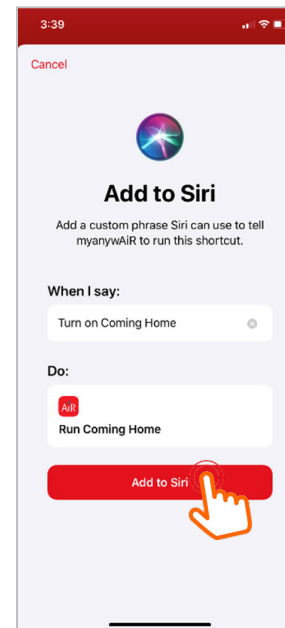 3:39
Cancel
Add to Siri
Add a custom phrase Siri can use to tell
myanywAiR to run this shortcut.
When I say:
Turn on Coming Home
Do:
AiR
Run Coming Home
Add to Siri